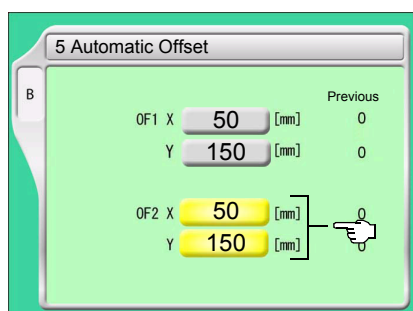 5 Automatic Offset
B
Previous
OF1 X 50 [mm] 0
Y 150 [mm] 0
OF2 X 50 [mm] 0
Y 150 [mm] 0